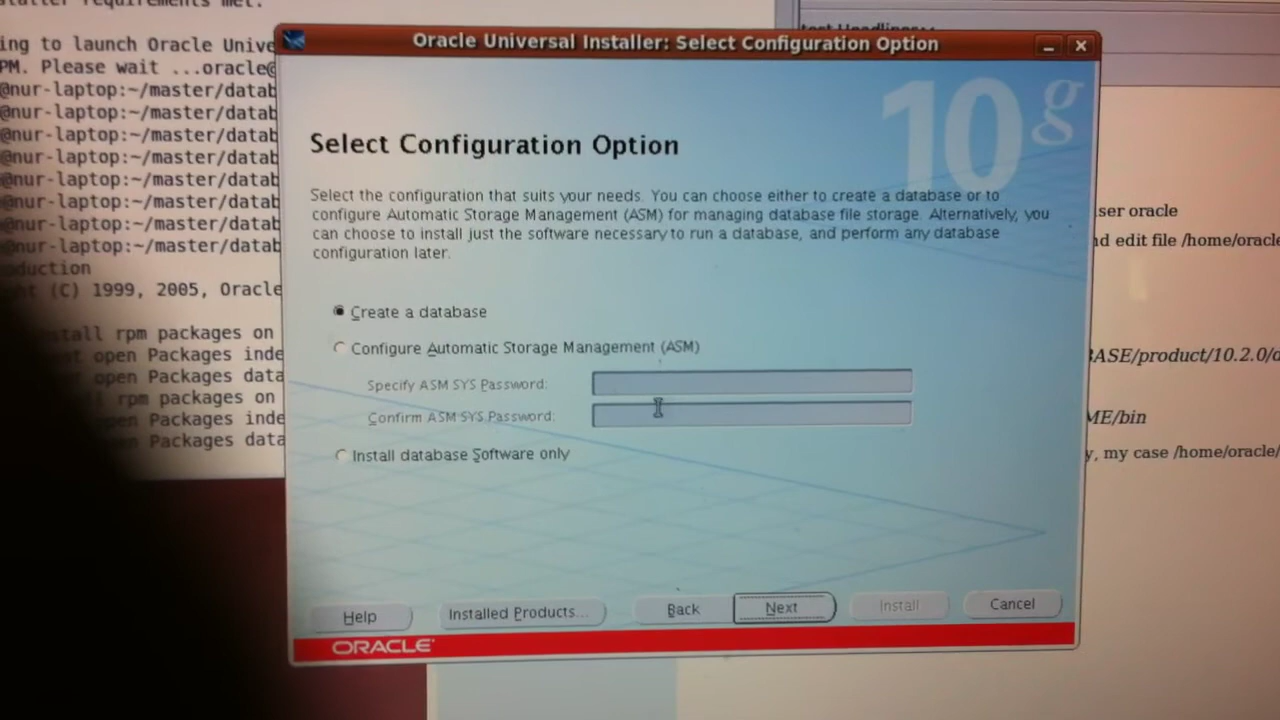 Installer requirements met.
ing to launch Oracle Unive
PM. Please wait ...oracle@
@nur-laptop:~/master/datab
@nur-laptop:~/master/datab
@nur-laptop:~/master/datab
@nur-laptop:~/master/datab
@nur-laptop:~/master/datab
@nur-laptop:~/master/datab
@nur-laptop:~/master/datab
@nur-laptop:~/master/datab
oduction
ht (C) 1999, 2005, Oracle
stall rpm packages on
t open Packages inde
t open Packages data
l rpm packages on
open Packages inde
n Packages data
Oracle Universal Installer: Select Configuration Option
10g
Select Configuration Option
Select the configuration that suits your needs. You can choose either to create a database or to
configure Automatic Storage Management (ASM) for managing database file storage. Alternatively, you
can choose to install just the software necessary to run a database, and perform any database
configuration later.
Create a database
Configure Automatic Storage Management (ASM)
Specify ASM SYS Password:
Confirm ASM SYS Password:
Install database Software only
Help
Installed Products...
Back
Next
Install
Cancel
ORACLE
ser oracle
nd edit file /home/oracle
BASE/product/10.2.0/d
ME/bin
y, my case /home/oracle/